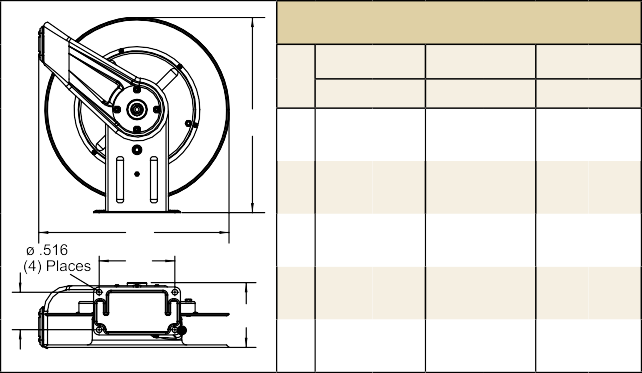 ø .516
(4) Places